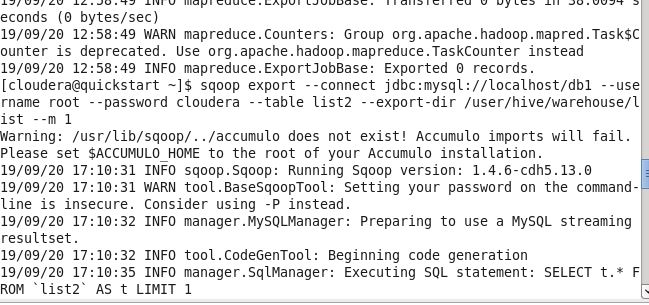 19/09/20 12:58:49 INFO mapreduce.ExportJobBase: Transferred 0 bytes in 38.0094 s
econds (0 bytes/sec)
19/09/20 12:58:49 WARN mapreduce.Counters: Group org.apache.hadoop.mapred.Task$C
ounter is deprecated. Use org.apache.hadoop.mapreduce.TaskCounter instead
19/09/20 12:58:49 INFO mapreduce.ExportJobBase: Exported 0 records.
[cloudera@quickstart ~]$ sqoop export --connect jdbc:mysql://localhost/db1 --use
rname root --password cloudera --table list2 --export-dir /user/hive/warehouse/l
ist --m 1
Warning: /usr/lib/sqoop/../accumulo does not exist! Accumulo imports will fail.
Please set $ACCUMULO_HOME to the root of your Accumulo installation.
19/09/20 17:10:31 INFO sqoop.Sqoop: Running Sqoop version: 1.4.6-cdh5.13.0
19/09/20 17:10:31 WARN tool.BaseSqoopTool: Setting your password on the command-
line is insecure. Consider using -P instead.
19/09/20 17:10:32 INFO manager.MySQLManager: Preparing to use a MySQL streaming
resultset.
19/09/20 17:10:32 INFO tool.CodeGenTool: Beginning code generation
19/09/20 17:10:35 INFO manager.SqlManager: Executing SQL statement: SELECT t.* F
ROM `list2` AS t LIMIT 1